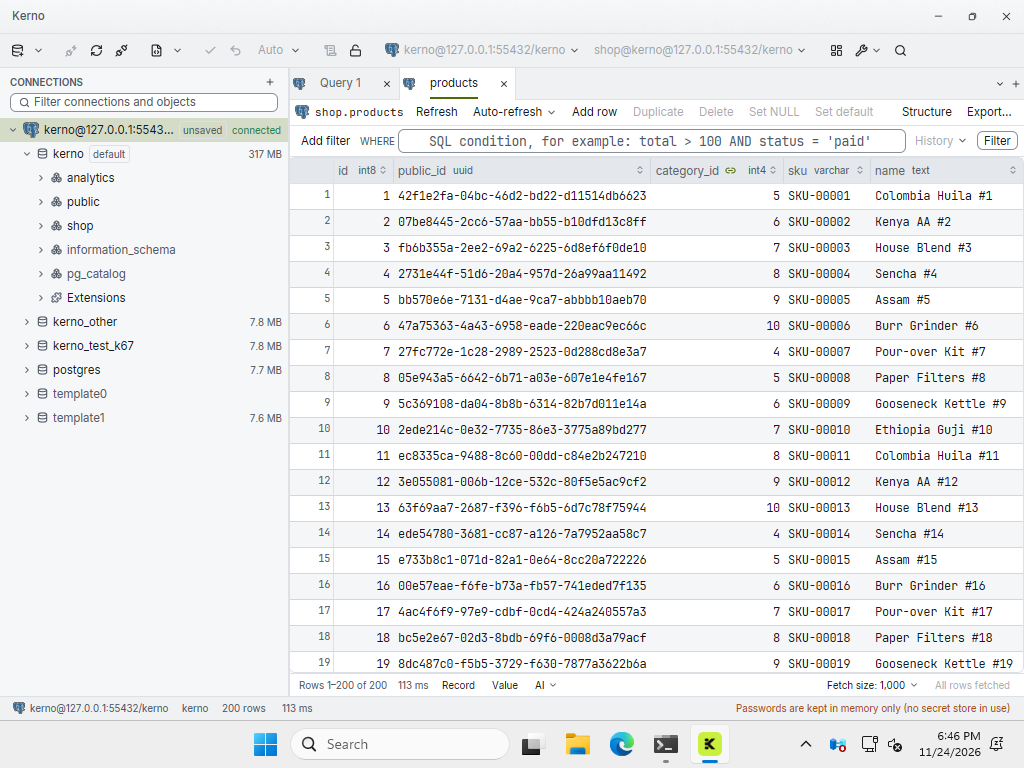 Kerno
Auto
kerno@127.0.0.1:55432/kerno
shop@kerno@127.0.0.1:55432/kerno
CONNECTIONS
Filter connections and objects
kerno@127.0.0.1:5543... unsaved connected
kerno default 317 MB
analytics
public
shop
information_schema
pg_catalog
Extensions
kerno_other 7.8 MB
kerno_test_k67 7.8 MB
postgres 7.7 MB
template0
template1 7.6 MB
Query 1
products
shop.products Refresh Auto-refresh Add row Duplicate Delete Set NULL Set default Structure Export...
Add filter WHERE SQL condition, for example: total > 100 AND status = 'paid' History Filter
id int8 public_id uuid category_id int4 sku varchar name text
1 1 42f1e2fa-04bc-46d2-bd22-d11514db6623 5 SKU-00001 Colombia Huila #1
2 2 07be8445-2cc6-57aa-bb55-b10dfd13c8ff 6 SKU-00002 Kenya AA #2
3 3 fb6b355a-2ee2-69a2-6225-6d8ef6f0de10 7 SKU-00003 House Blend #3
4 4 2731e44f-51d6-20a4-957d-26a99aa11492 8 SKU-00004 Sencha #4
5 5 bb570e6e-7131-d4ae-9ca7-abbbb10aeb70 9 SKU-00005 Assam #5
6 6 47a75363-4a43-6958-eade-220eac9ec66c 10 SKU-00006 Burr Grinder #6
7 7 27fc772e-1c28-2989-2523-0d288cd8e3a7 4 SKU-00007 Pour-over Kit #7
8 8 05e943a5-6642-6b71-a03e-607e1e4fe167 5 SKU-00008 Paper Filters #8
9 9 5c369108-da04-8b8b-6314-82b7d011e14a 6 SKU-00009 Gooseneck Kettle #9
10 10 2ede214c-0e32-7735-86e3-3775a89bd277 7 SKU-00010 Ethiopia Guji #10
11 11 ec8335ca-9488-8c60-00dd-c84e2b247210 8 SKU-00011 Colombia Huila #11
12 12 3e055081-006b-12ce-532c-80f5e5ac9cf2 9 SKU-00012 Kenya AA #12
13 13 63f69aa7-2687-f396-f6b5-6d7c78f75944 10 SKU-00013 House Blend #13
14 14 ede54780-3681-cc87-a126-7a7952aa58c7 4 SKU-00014 Sencha #14
15 15 e733b8c1-071d-82a1-0e64-8cc20a722226 5 SKU-00015 Assam #15
16 16 00e57eae-f6fe-b73a-fb57-741eded7f135 6 SKU-00016 Burr Grinder #16
17 17 4ac4f6f9-97e9-cdbf-0cd4-424a240557a3 7 SKU-00017 Pour-over Kit #17
18 18 bc5e2e67-02d3-8bdb-69f6-0008d3a79acf 8 SKU-00018 Paper Filters #18
19 19 8dc487c0-f5b5-3729-f630-7877a3622b6a 9 SKU-00019 Gooseneck Kettle #19
Rows 1–200 of 200 113 ms Record Value AI Fetch size: 1,000 All rows fetched
kerno@127.0.0.1:55432/kerno kerno 200 rows 113 ms Passwords are kept in memory only (no secret store in use)
Search
6:46 PM
11/24/2026